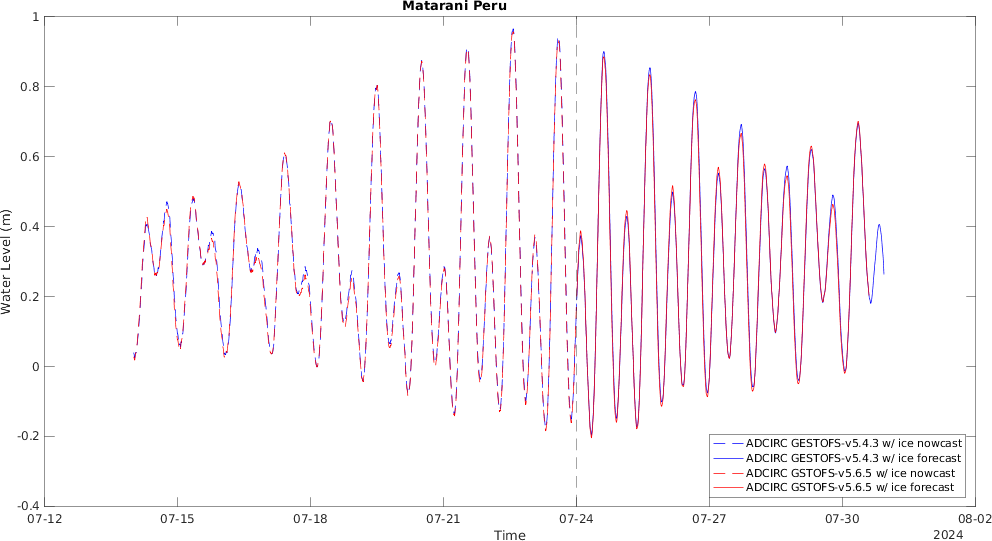 Matarani Peru
Water Level (m)
1
0.8
0.6
0.4
0.2
0
-0.2
-0.4
ADCIRC GESTOFS-v5.4.3 w/ ice nowcast
ADCIRC GESTOFS-v5.4.3 w/ ice forecast
ADCIRC GSTOFS-v5.6.5 w/ ice nowcast
ADCIRC GSTOFS-v5.6.5 w/ ice forecast
07-12 07-15 07-18 07-21 07-24 07-27 07-30 08-02
Time
2024